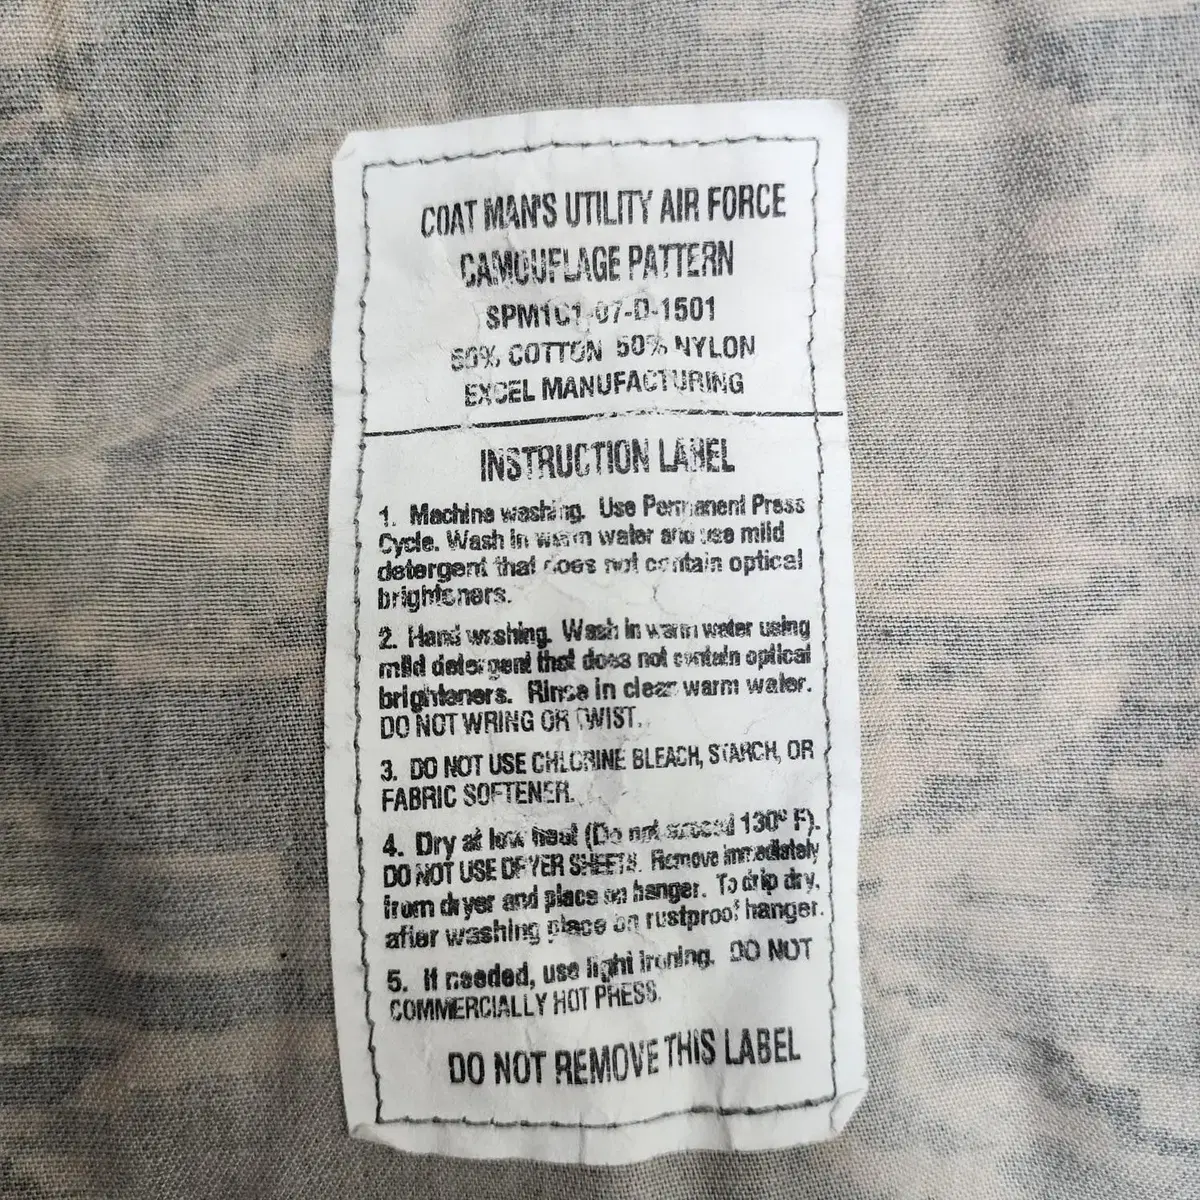 COAT MAN'S UTILITY AIR FORCE
CAMOUFLAGE PATTERN
SPM1C1-07-D-1501
50% COTTON 50% NYLON
EXCEL MANUFACTURING
INSTRUCTION LABEL
1. Machine washing. Use Permanent Press
Cycle. Wash in warm water and use mild
detergent that does not contain optical
brighteners.
2. Hand washing. Wash in warm water using
mild detergent that does not contain optical
brighteners. Rinse in clear warm water.
DO NOT WRING OR TWIST.
3. DO NOT USE CHLORINE BLEACH, STARCH, OR
FABRIC SOFTENER.
4. Dry at low heat (Do not exceed 130° F).
DO NOT USE DRYER SHEETS. Remove immediately
from dryer and place on hanger. To drip dry,
after washing place on rustproof hanger.
5. If needed, use light ironing. DO NOT
COMMERCIALLY HOT PRESS.
DO NOT REMOVE THIS LABEL